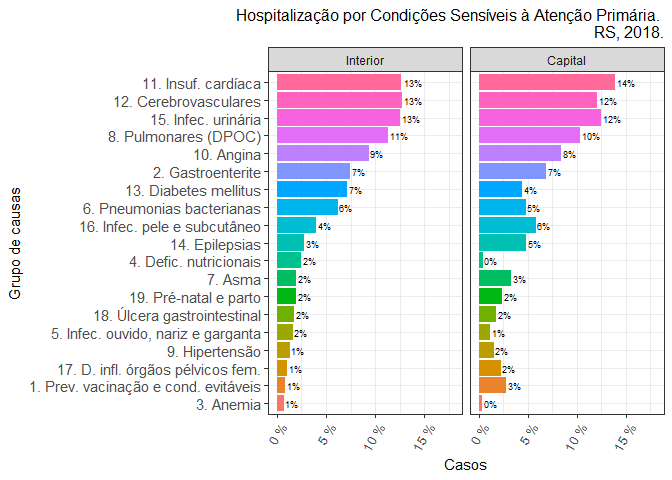 Hospitalização por Condições Sensíveis à Atenção Primária.
RS, 2018.
Interior
Capital
Grupo de causas
11. Insuf. cardíaca 13% 14%
12. Cerebrovasculares 13% 12%
15. Infec. urinária 13% 12%
8. Pulmonares (DPOC) 11% 10%
10. Angina 9% 8%
2. Gastroenterite 7% 7%
13. Diabetes mellitus 7% 4%
6. Pneumonias bacterianas 6% 5%
16. Infec. pele e subcutâneo 4% 6%
14. Epilepsias 3% 5%
4. Defic. nutricionais 2% 0%
7. Asma 2% 3%
19. Pré-natal e parto 2% 2%
18. Úlcera gastrointestinal 2% 2%
5. Infec. ouvido, nariz e garganta 2% 1%
9. Hipertensão 1% 2%
17. D. infl. órgãos pélvicos fem. 1% 2%
1. Prev. vacinação e cond. evitáveis 1% 3%
3. Anemia 1% 0%
0 % 5 % 10 % 15 % 0 % 5 % 10 % 15 %
Casos